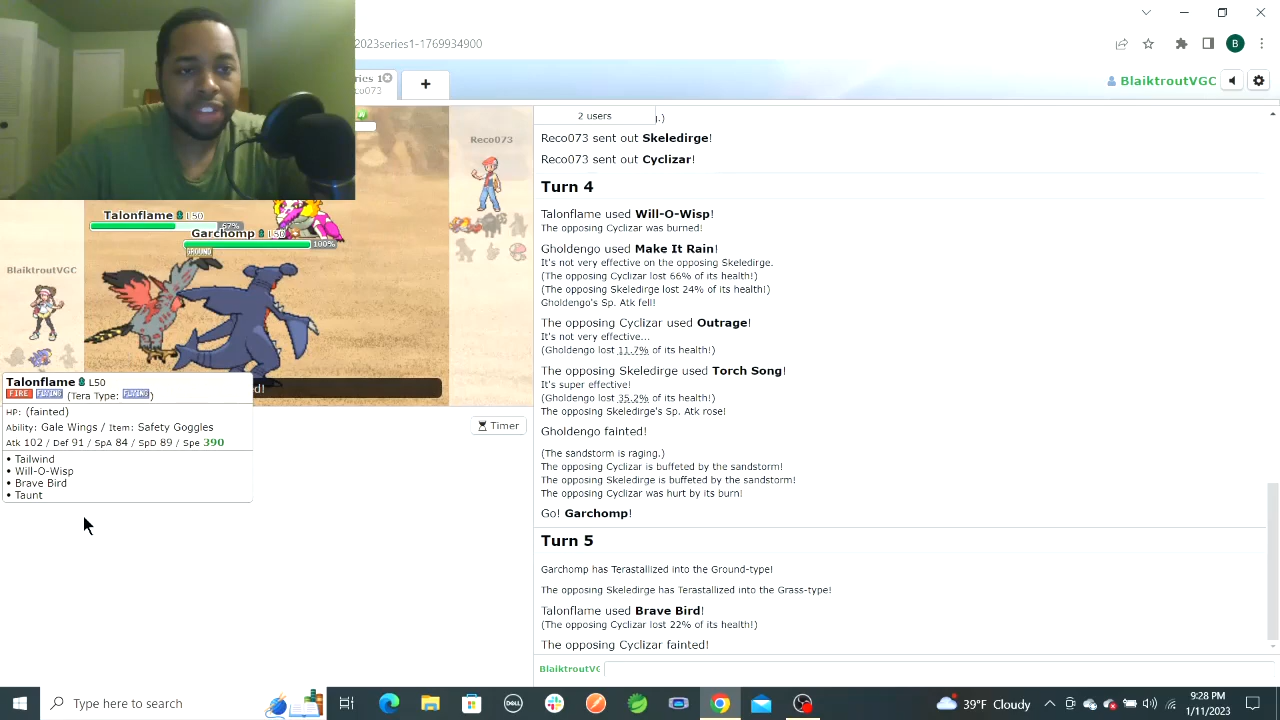 2023series1-1769934900
ries 1
co073
+
BlaiktroutVGC
2 users
.)
Reco073 sent out Skeledirge!
Reco073 sent out Cyclizar!
Turn 4
Talonflame used Will-O-Wisp!
The opposing Cyclizar was burned!
Gholdengo used Make It Rain!
It's not very effective on the opposing Skeledirge.
(The opposing Cyclizar lost 66% of its health!)
(The opposing Skeledirge lost 24% of its health!)
Gholdengo's Sp. Atk fell!
The opposing Cyclizar used Outrage!
It's not very effective...
(Gholdengo lost 11.7% of its health!)
The opposing Skeledirge used Torch Song!
It's super effective!
(Gholdengo lost 35.2% of its health!)
The opposing Skeledirge's Sp. Atk rose!
Gholdengo fainted!
(The sandstorm is raging.)
The opposing Cyclizar is buffeted by the sandstorm!
The opposing Skeledirge is buffeted by the sandstorm!
The opposing Cyclizar was hurt by its burn!
Go! Garchomp!
Turn 5
Garchomp has Terastallized into the Ground-type!
The opposing Skeledirge has Terastallized into the Grass-type!
Talonflame used Brave Bird!
(The opposing Cyclizar lost 22% of its health!)
The opposing Cyclizar fainted!
BlaiktroutVG
Reco073
Talonflame L50
67%
Garchomp L50
100%
GROUND
BlaiktroutVGC
d!
Timer
Talonflame L50
FIRE FLYING (Tera Type: FLYING)
HP: (fainted)
Ability: Gale Wings / Item: Safety Goggles
Atk 102 / Def 91 / SpA 84 / SpD 89 / Spe 390
• Tailwind
• Will-O-Wisp
• Brave Bird
• Taunt
Type here to search
DELL
39°F Cloudy
9:28 PM
1/11/2023
B